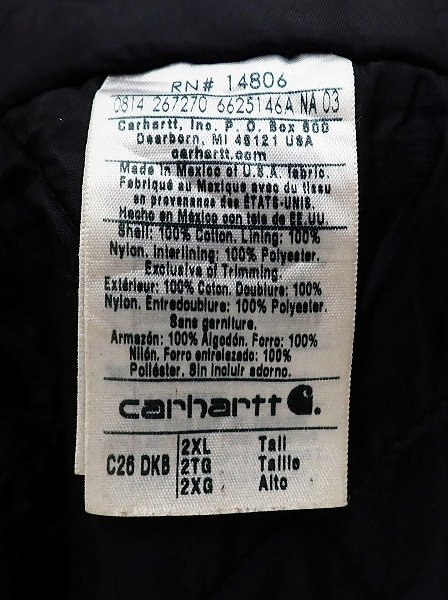 RN# 14806
0814 267270 6625146A NA 03
Carhartt, Inc. P. O. Box 600
Dearborn, MI 48121 USA
carhartt.com
Made in Mexico of U.S.A. fabric.
Fabriqué au Mexique avec du tissu
en provenance des ÉTATS-UNIS.
Hecho en México con tela de EE.UU.
Shell: 100% Cotton. Lining: 100%
Nylon. Interlining: 100% Polyester.
Exclusive of Trimming.
Extérieur: 100% Coton. Doublure: 100%
Nylon. Entredoublure: 100% Polyester.
Sans garniture.
Armazón: 100% Algodón. Forro: 100%
Nilón. Forro entrelazado: 100%
Poliéster. Sin incluir adorno.
carhartt
C26 DKB 2XL Tall
2TG Taille
2XG Alto